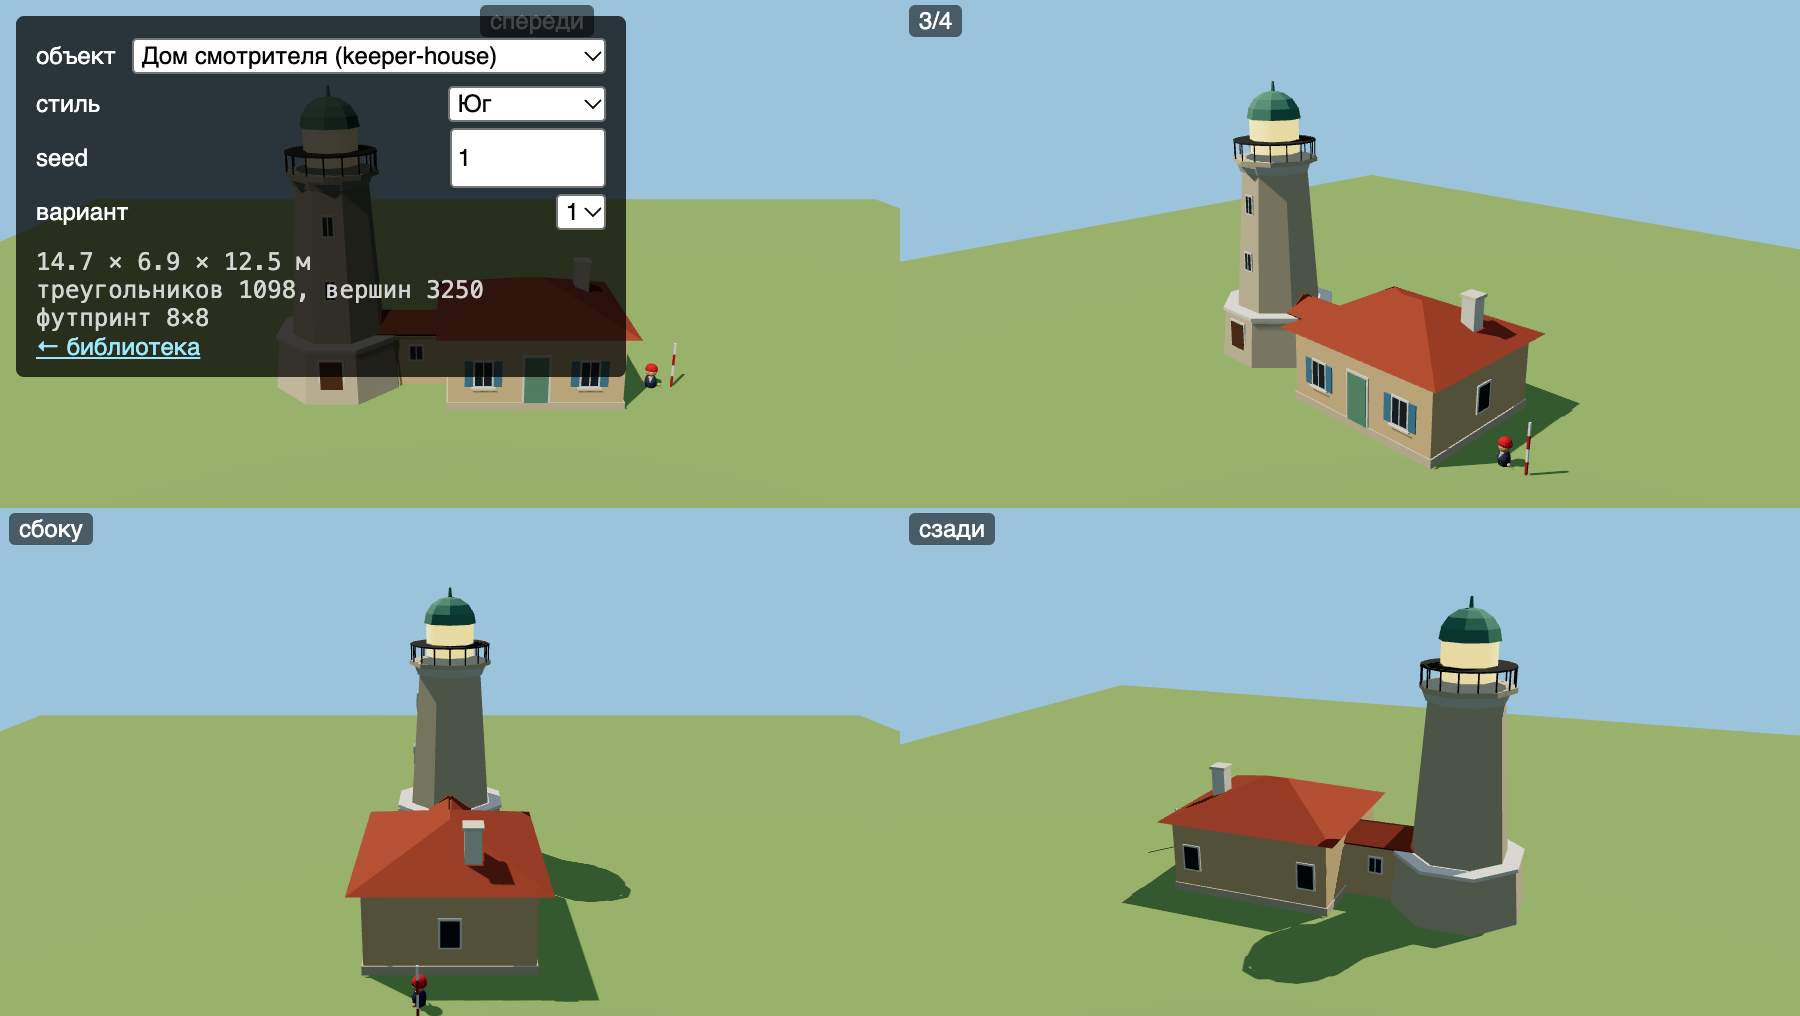 спереди
объект Дом смотрителя (keeper-house)
стиль Юг
seed 1
вариант 1
14.7 × 6.9 × 12.5 м
треугольников 1098, вершин 3250
футпринт 8×8
← библиотека
3/4
сбоку
сзади